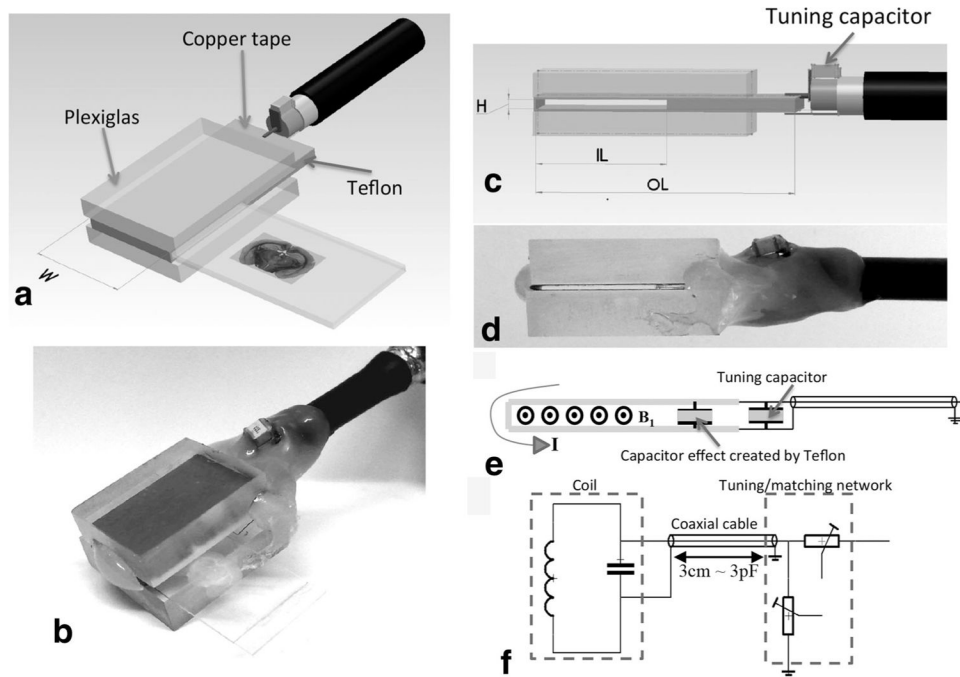 Copper tape
Plexiglas
Teflon
W
a
b
Tuning capacitor
H
IL
OL
c
d
Tuning capacitor
B1
I
Capacitor effect created by Teflon
e
Coil
Tuning/matching network
Coaxial cable
3cm ~ 3pF
f